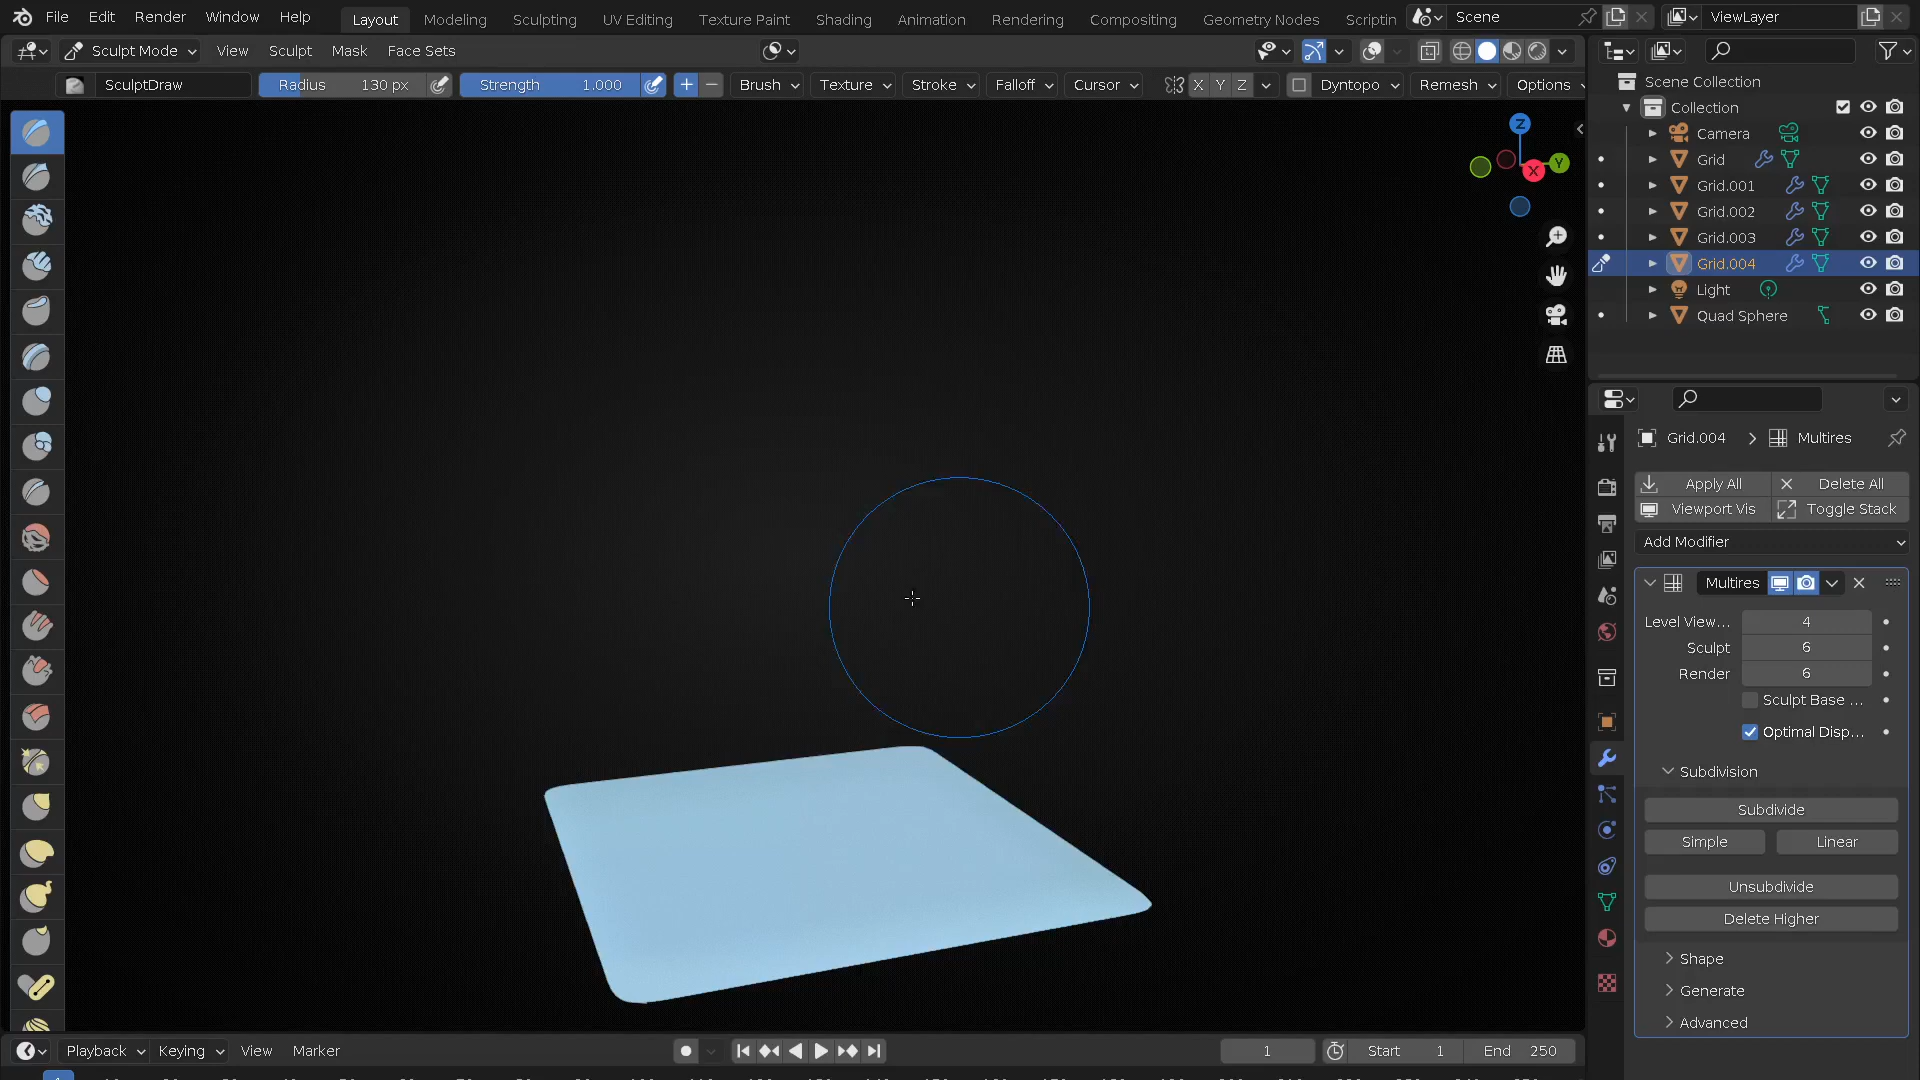 File Edit Render Window Help Layout Modeling Sculpting UV Editing Texture Paint Shading Animation Rendering Compositing Geometry Nodes Scriptin Scene ViewLayer
Sculpt Mode View Sculpt Mask Face Sets
SculptDraw Radius 130 px Strength 1.000 Brush Texture Stroke Falloff Cursor X Y Z Dyntopo Remesh Options
Z
Y
X
Scene Collection
Collection
Camera
Grid
Grid.001
Grid.002
Grid.003
Grid.004
Light
Quad Sphere
Grid.004 Multires
Apply All Delete All
Viewport Vis Toggle Stack
Add Modifier
Multires
Level View... 4
Sculpt 6
Render 6
Sculpt Base ...
Optimal Disp...
Subdivision
Subdivide
Simple Linear
Unsubdivide
Delete Higher
Shape
Generate
Advanced
Playback Keying View Marker 1 Start 1 End 250